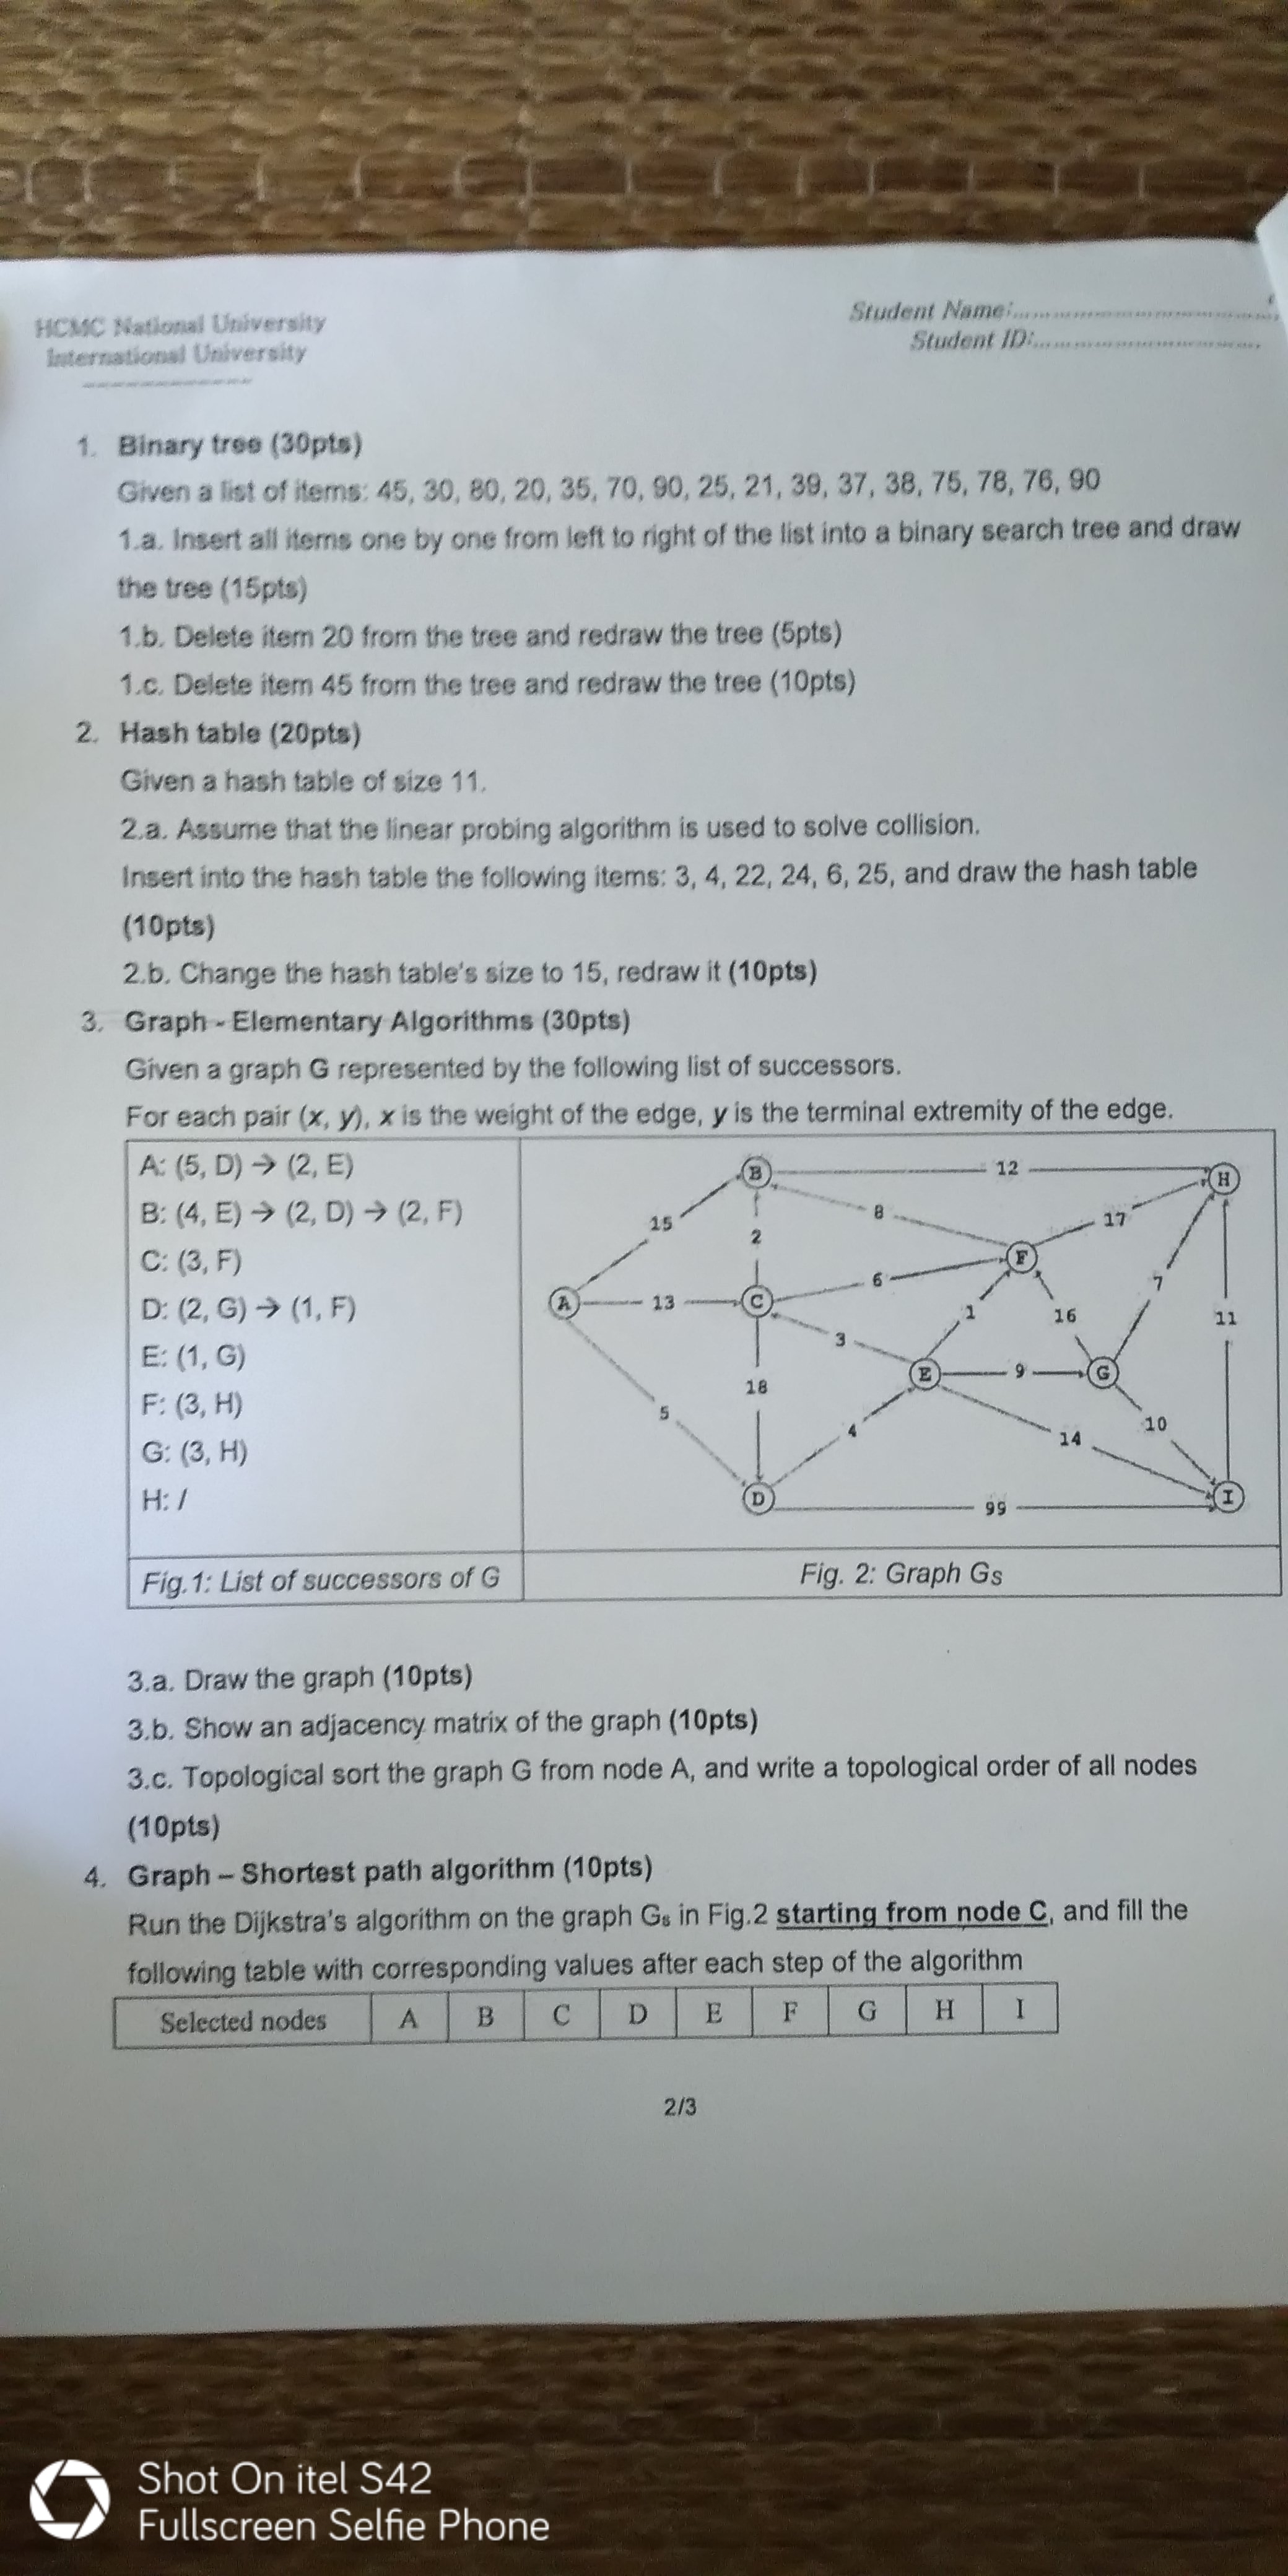 HCMC National University
International University
Student Name:
Student ID:
1. Binary tree (30pts)
Given a list of items: 45, 30, 80, 20, 35, 70, 90, 25, 21, 39, 37, 38, 75, 78, 76, 90
1.a. Insert all items one by one from left to right of the list into a binary search tree and draw
the tree (15pts)
1.b. Delete item 20 from the tree and redraw the tree (5pts)
1.c. Delete item 45 from the tree and redraw the tree (10pts)
2. Hash table (20pts)
Given a hash table of size 11.
2.a. Assume that the linear probing algorithm is used to solve collision.
Insert into the hash table the following items: 3, 4, 22, 24, 6, 25, and draw the hash table
(10pts)
2.b. Change the hash table's size to 15, redraw it (10pts)
3. Graph - Elementary Algorithms (30pts)
Given a graph G represented by the following list of successors.
For each pair (x, y), x is the weight of the edge, y is the terminal extremity of the edge.
A: (5, D) → (2, E)
B: (4, E) → (2, D) → (2, F)
C: (3, F)
D: (2, G) → (1, F)
E: (1, G)
F: (3, H)
G: (3, H)
H: /
Fig.1: List of successors of G
B 12 H
15 8 17
2
F
A 13 C 6
7
1 16 11
3
E 9 G
18
5 4 14 10
D 99 I
Fig. 2: Graph Gs
3.a. Draw the graph (10pts)
3.b. Show an adjacency matrix of the graph (10pts)
3.c. Topological sort the graph G from node A, and write a topological order of all nodes
(10pts)
4. Graph – Shortest path algorithm (10pts)
Run the Dijkstra's algorithm on the graph Gs in Fig.2 starting from node C, and fill the
following table with corresponding values after each step of the algorithm
Selected nodes A B C D E F G H I
2/3
Shot On itel S42
Fullscreen Selfie Phone